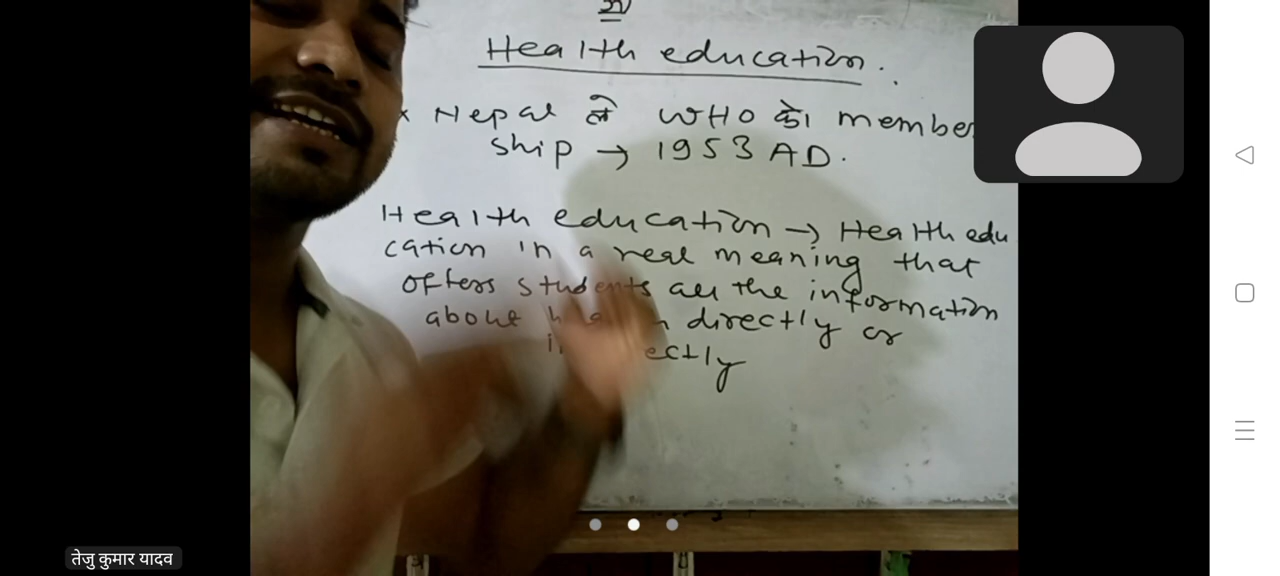 Health education.
x Nepal ले WHO को member
ship → 1953 AD.
Health education → Health edu
cation in a real meaning that
offers students all the information
about directly or
तेजु कुमार यादव